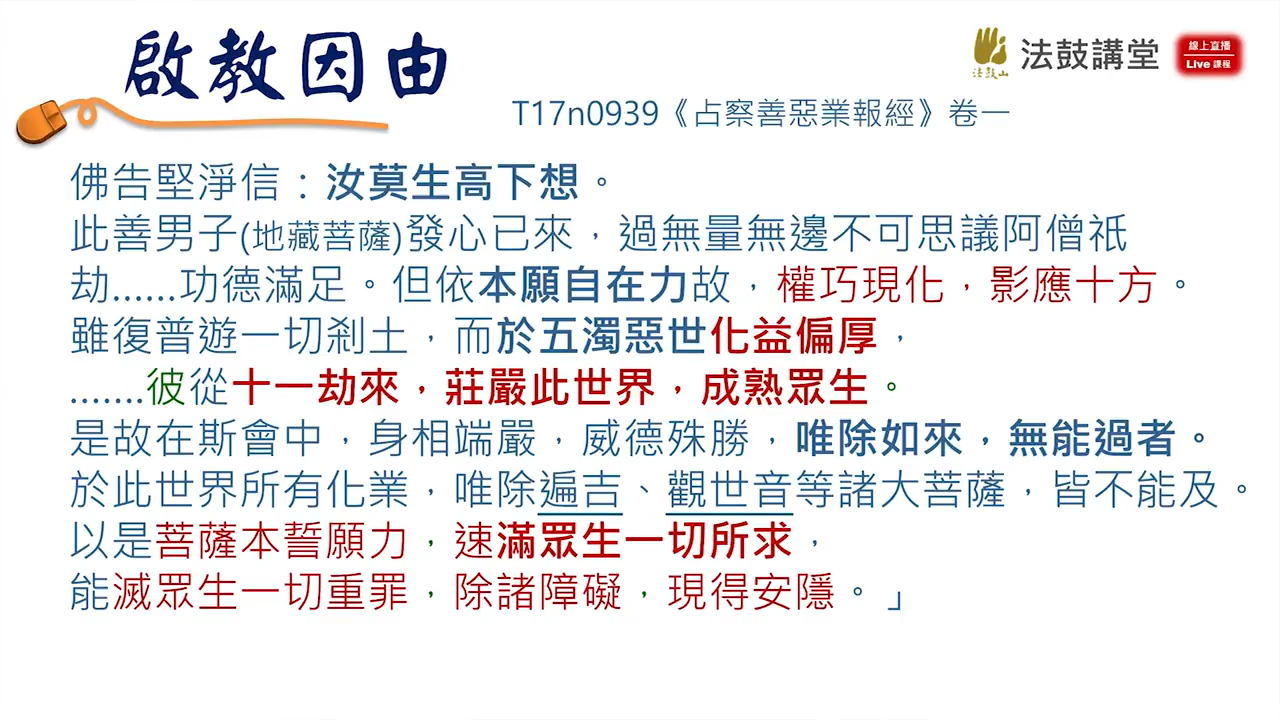 啟教因由
法鼓山
法鼓講堂
線上直播
Live 課程
T17n0939《占察善惡業報經》卷一
佛告堅淨信：汝莫生高下想。
此善男子(地藏菩薩)發心已來，過無量無邊不可思議阿僧祇
劫......功德滿足。但依本願自在力故，權巧現化，影應十方。
雖復普遊一切剎土，而於五濁惡世化益偏厚，
.......彼從十一劫來，莊嚴此世界，成熟眾生。
是故在斯會中，身相端嚴，威德殊勝，唯除如來，無能過者。
於此世界所有化業，唯除遍吉、觀世音等諸大菩薩，皆不能及。
以是菩薩本誓願力，速滿眾生一切所求，
能滅眾生一切重罪，除諸障礙，現得安隱。」